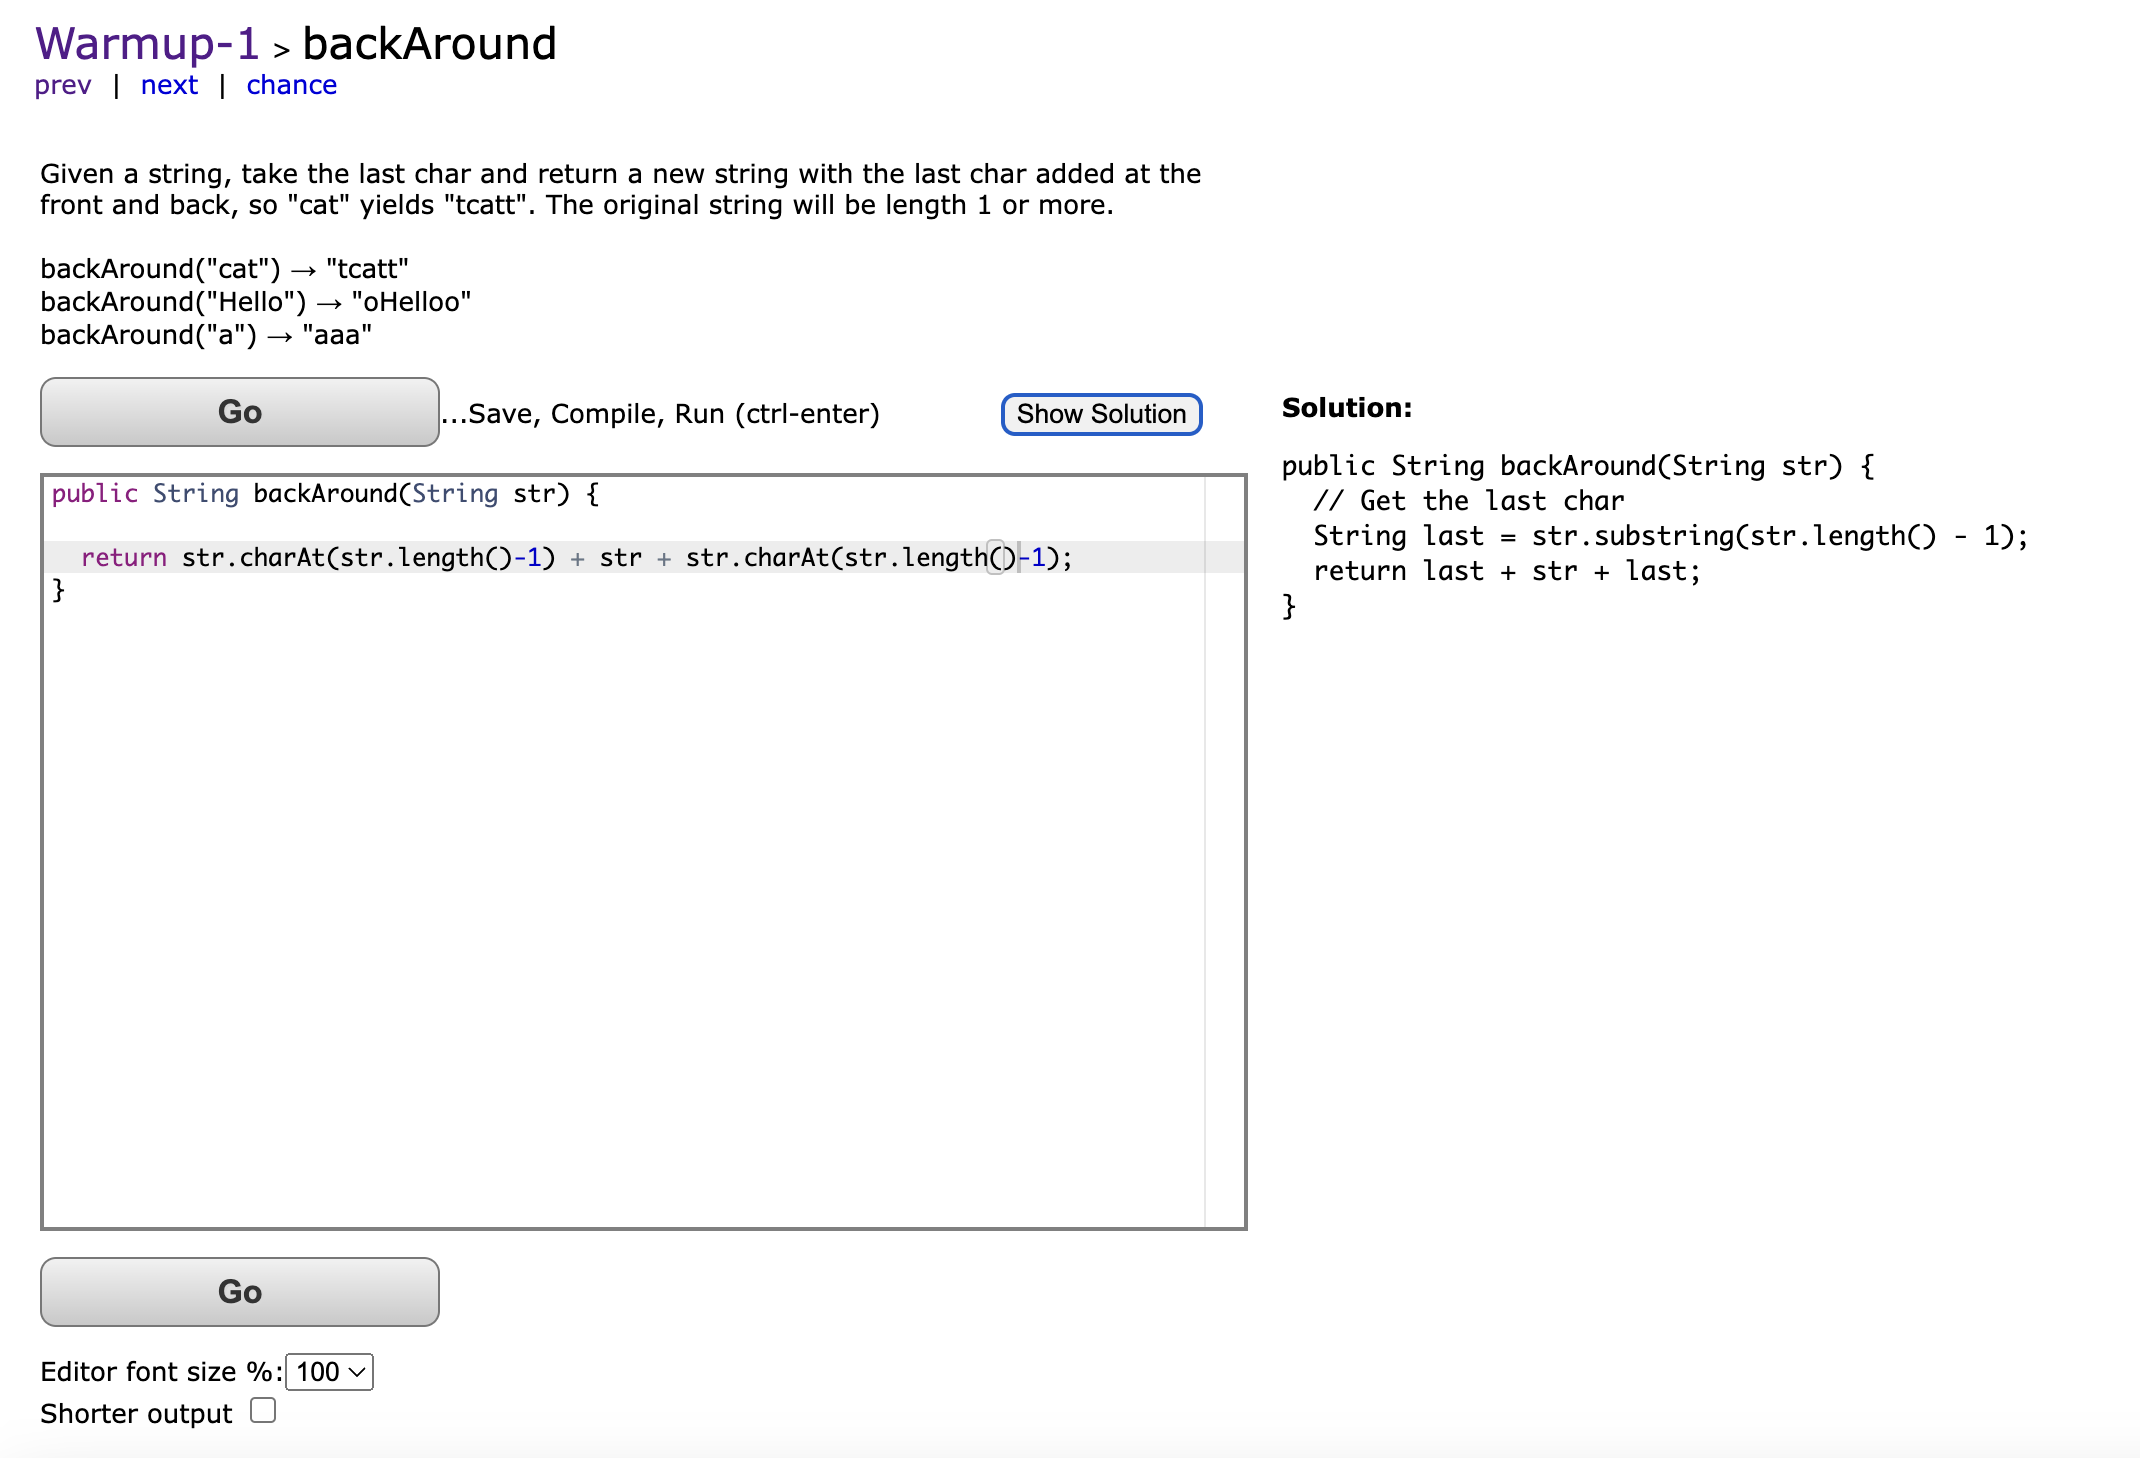 Warmup-1 > backAround
prev | next | chance
Given a string, take the last char and return a new string with the last char added at the
front and back, so "cat" yields "tcatt". The original string will be length 1 or more.
backAround("cat") → "tcatt"
backAround("Hello") → "oHelloo"
backAround("a") → "aaa"
Go
...Save, Compile, Run (ctrl-enter)
Show Solution
public String backAround(String str) {
  return str.charAt(str.length()-1) + str + str.charAt(str.length()-1);
}
Solution:
public String backAround(String str) {
  // Get the last char
  String last = str.substring(str.length() - 1);
  return last + str + last;
}
Go
Editor font size %: 100
Shorter output